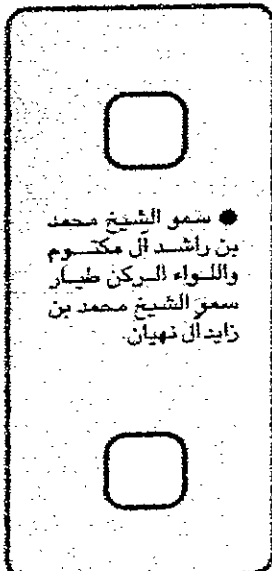 ● سمو الشيخ محمد
بن راشد آل مكتوم
واللواء الركن طيار
سمو الشيخ محمد بن
زايد آل نهيان.